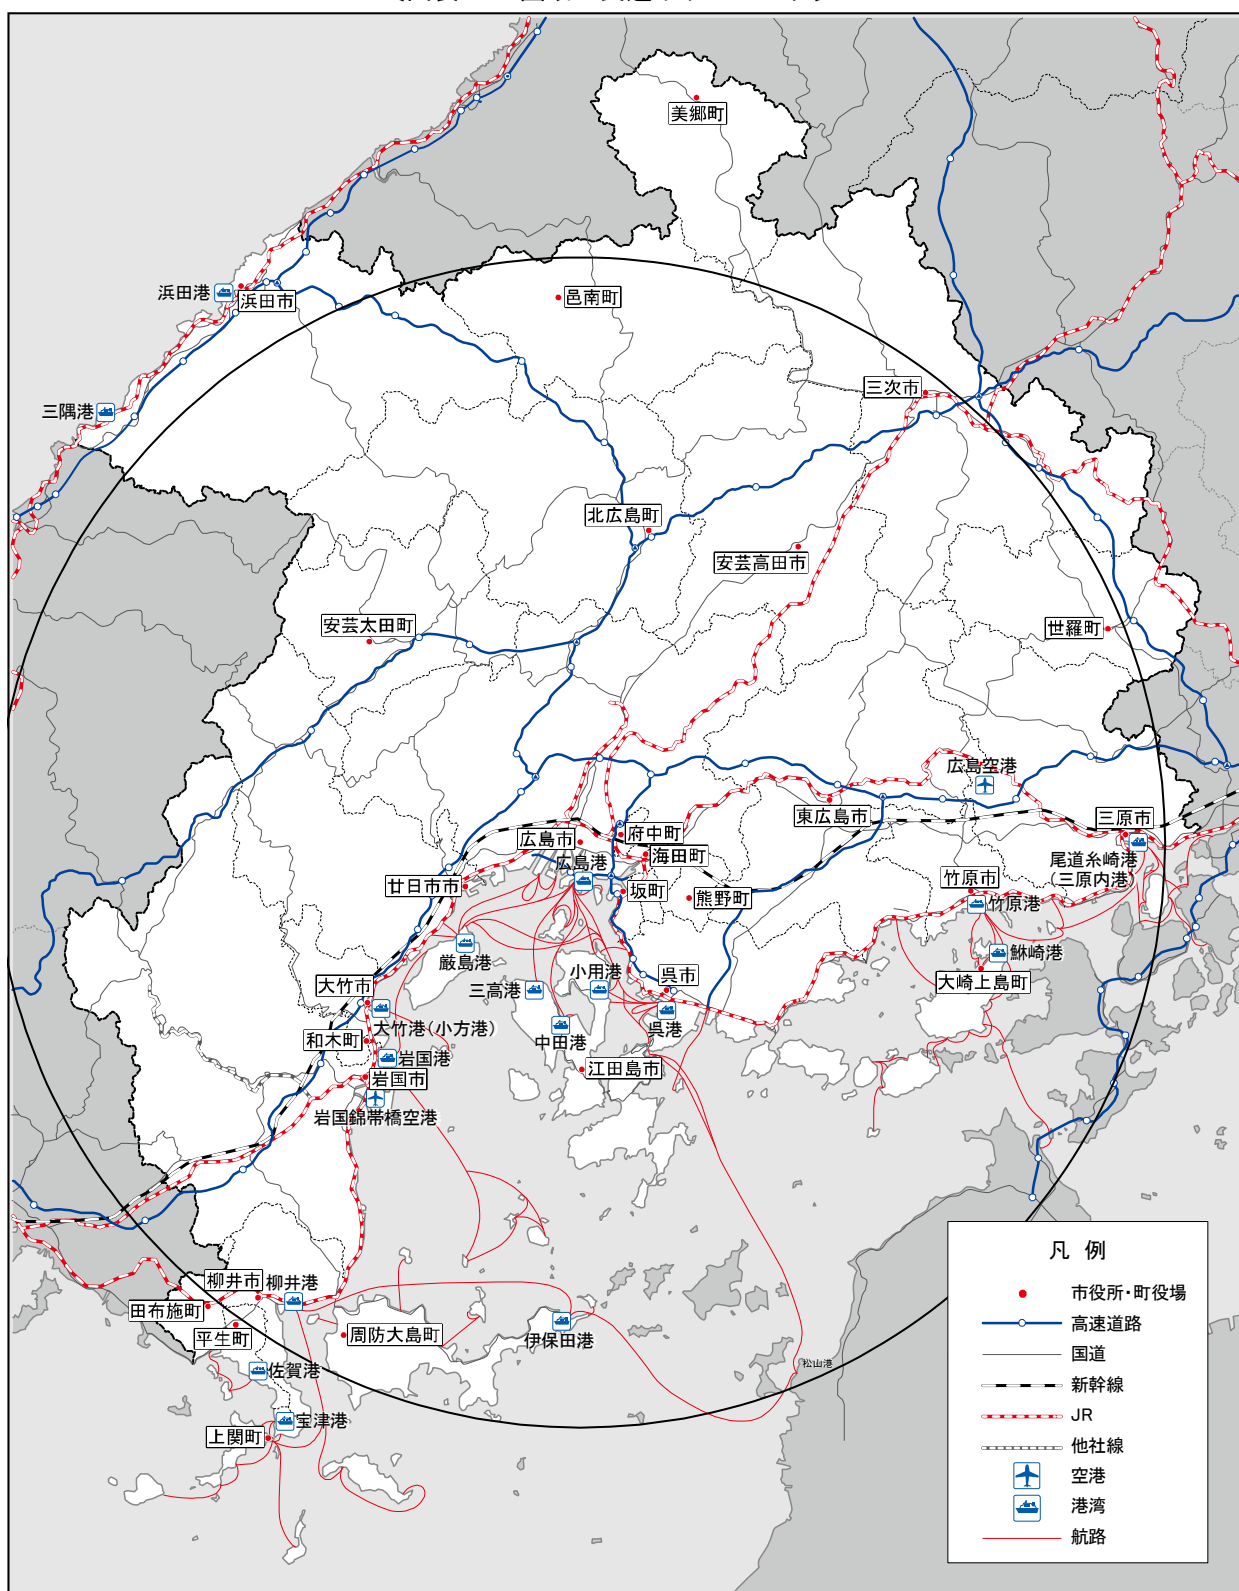 美郷町
浜田港
浜田市
邑南町
三隅港
三次市
北広島町
安芸高田市
安芸太田町
世羅町
広島空港
東広島市
三原市
広島市
府中町
海田町
広島港
尾道糸崎港
(三原内港)
廿日市市
坂町
熊野町
竹原市
竹原港
厳島港
鮴崎港
大崎上島町
大竹市
三高港
小用港
呉市
大竹港(小方港)
呉港
和木町
中田港
岩国港
岩国市
江田島市
岩国錦帯橋空港
柳井市
柳井港
田布施町
平生町
周防大島町
伊保田港
佐賀港
松山港
宝津港
上関町
凡 例
市役所・町役場
高速道路
国道
新幹線
JR
他社線
空港
港湾
航路